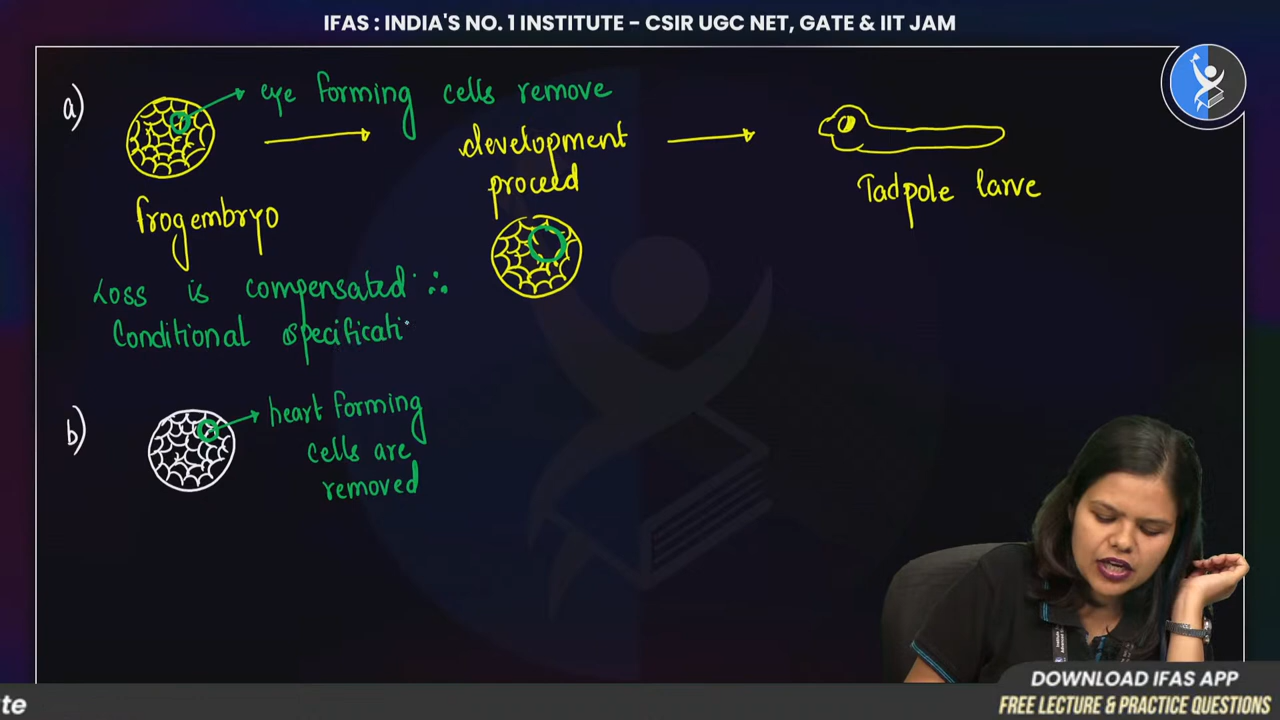 IFAS : INDIA'S NO. 1 INSTITUTE – CSIR UGC NET, GATE & IIT JAM
a)
eye forming cells remove
development
proceed
Tadpole larve
frogembryo
Loss is compensated ∴
Conditional specificati
b)
heart forming
cells are
removed
DOWNLOAD IFAS APP
FREE LECTURE & PRACTICE QUESTIONS
te